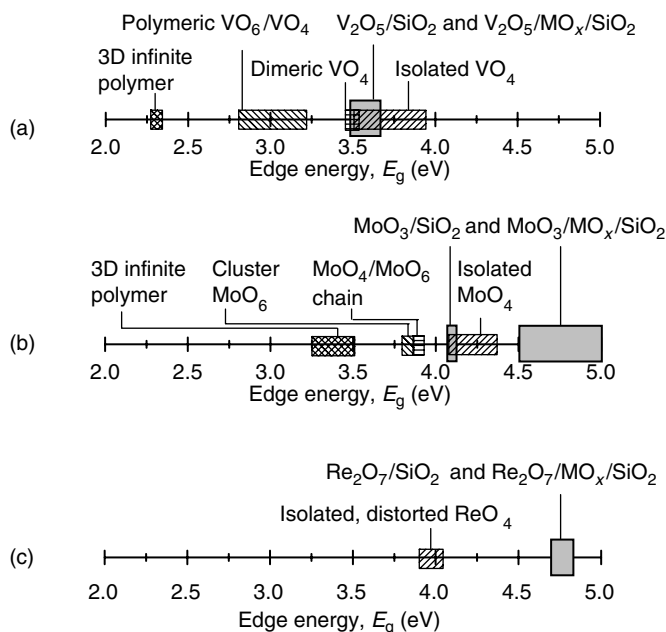 Polymeric VO₆/VO₄
V₂O₅/SiO₂ and V₂O₅/MOₓ/SiO₂
3D infinite
polymer
Dimeric VO₄
Isolated VO₄
(a)
2.0 2.5 3.0 3.5 4.0 4.5 5.0
Edge energy, E_g (eV)
MoO₃/SiO₂ and MoO₃/MOₓ/SiO₂
3D infinite
polymer
Cluster
MoO₆
MoO₄/MoO₆
chain
Isolated
MoO₄
(b)
2.0 2.5 3.0 3.5 4.0 4.5 5.0
Edge energy, E_g (eV)
Re₂O₇/SiO₂ and Re₂O₇/MOₓ/SiO₂
Isolated, distorted ReO₄
(c)
2.0 2.5 3.0 3.5 4.0 4.5 5.0
Edge energy, E_g (eV)